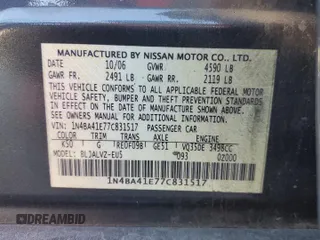 MANUFACTURED BY NISSAN MOTOR CO., LTD.
DATE: 10/06 GVWR: 4590 LB
GAWR FR: 2491 LB GAWR RR: 2119 LB
THIS VEHICLE CONFORMS TO ALL APPLICABLE FEDERAL MOTOR
VEHICLE SAFETY, BUMPER, AND THEFT PREVENTION STANDARDS
IN EFFECT ON THE DATE OF MANUFACTURE SHOWN ABOVE.
SEE OWNER'S MANUAL FOR ADDITIONAL INFORMATION.
1N4BA41E77C831517 PASSENGER CAR
COLOR TRIM TRANS AXLE ENGINE
K50 G RE0F09B GE51 VQ35DE 3498CC
MODEL: BLJALVZ-EUS 093 02000
1N4BA41E77C831517
DREAMBID